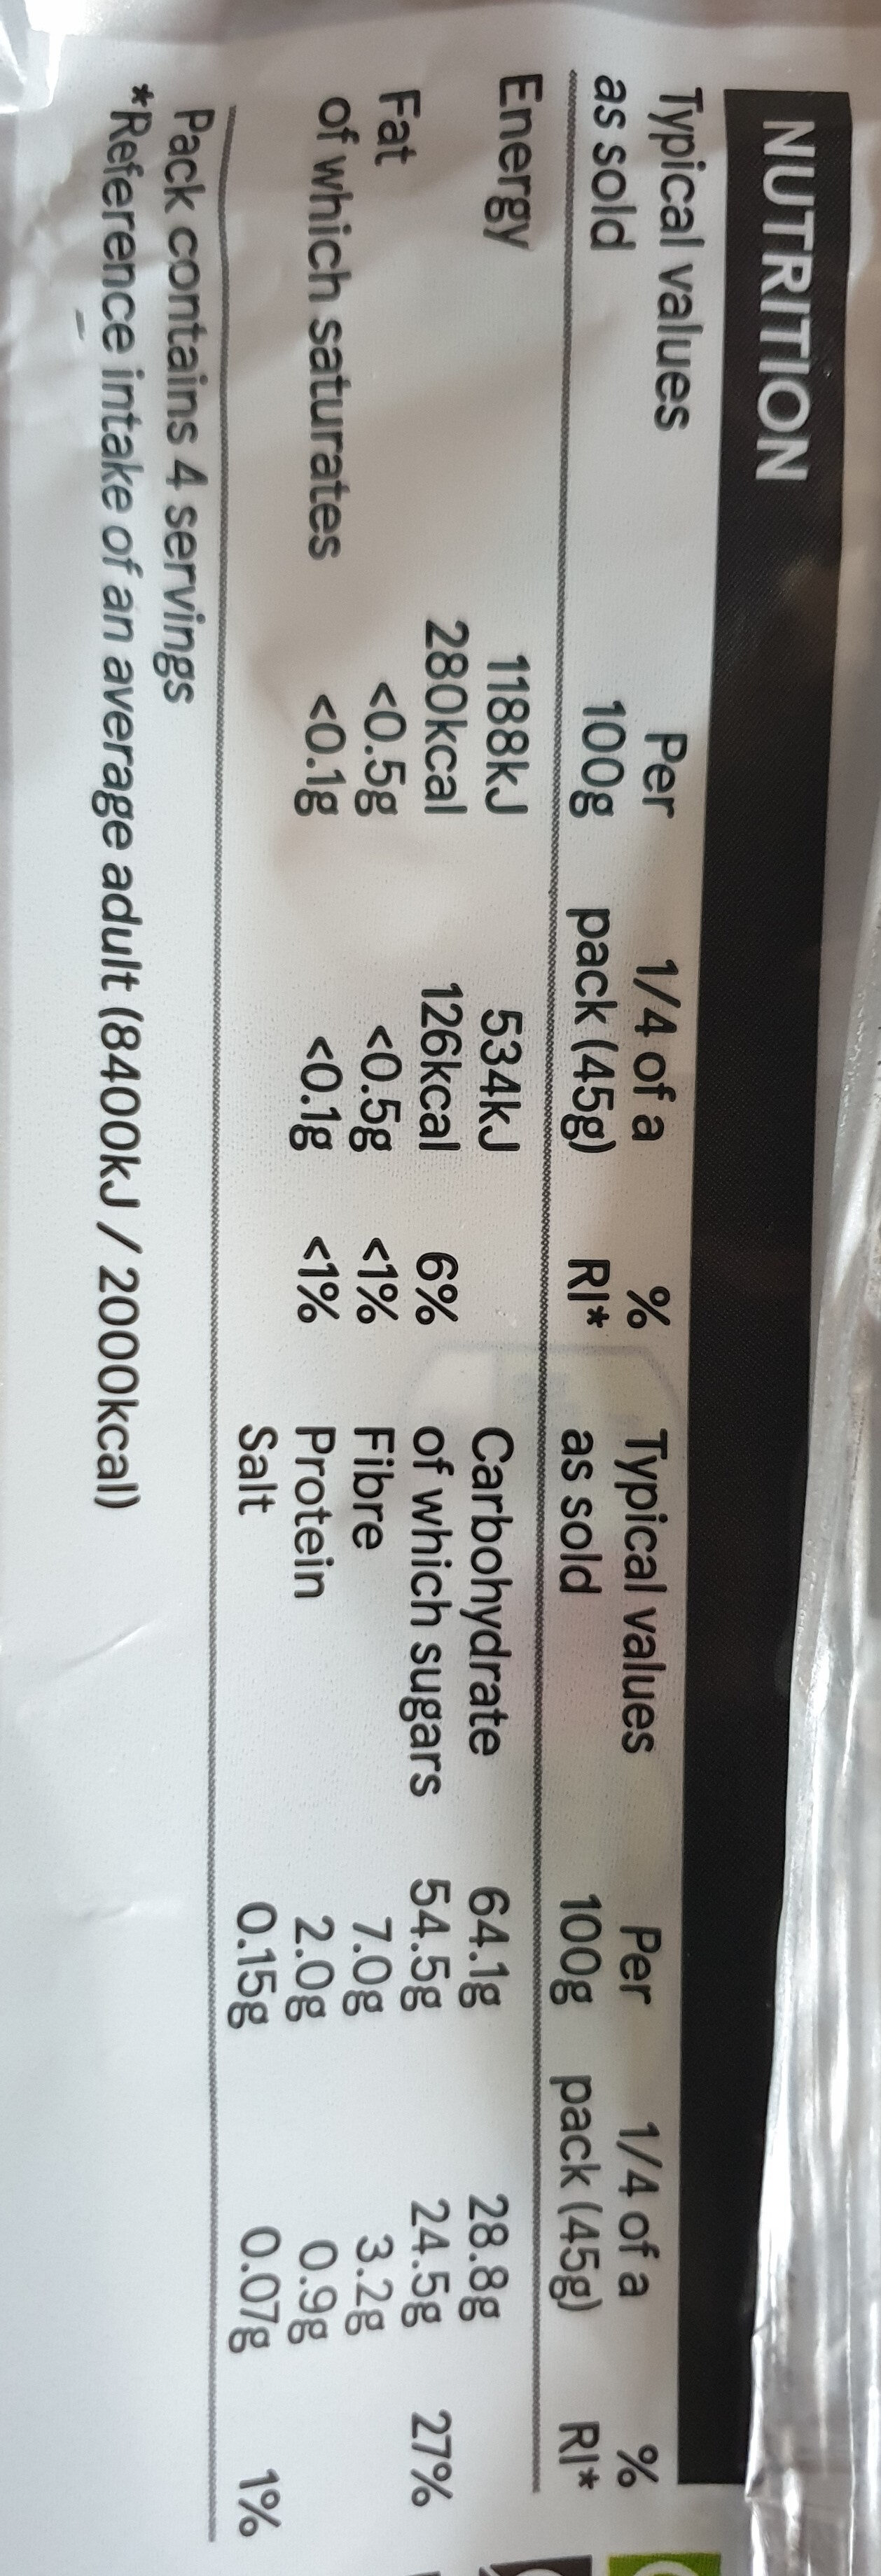 NUTRITION
Typical values Per 1/4 of a % Typical values Per 1/4 of a %
as sold 100g pack (45g) RI* as sold 100g pack (45g) RI*
Energy 1188kJ 534kJ Carbohydrate 64.1g 28.8g
280kcal 126kcal 6% of which sugars 54.5g 24.5g 27%
Fat <0.5g <0.5g <1% Fibre 7.0g 3.2g
of which saturates <0.1g <0.1g <1% Protein 2.0g 0.9g
Salt 0.15g 0.07g 1%
Pack contains 4 servings
*Reference intake of an average adult (8400kJ / 2000kcal)